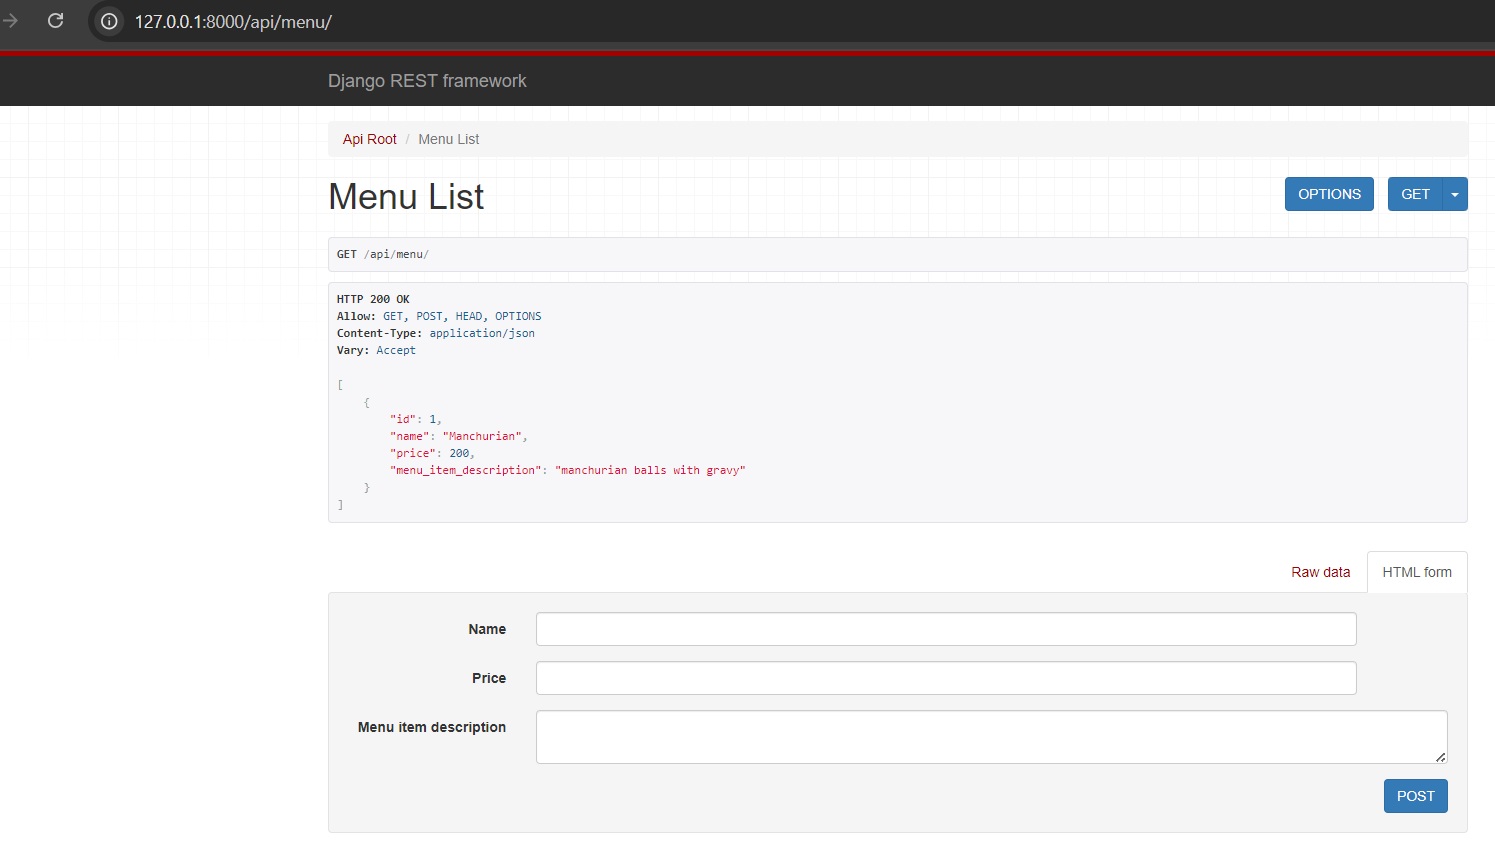 127.0.0.1:8000/api/menu/
Django REST framework
Api Root / Menu List
Menu List
OPTIONS GET
GET /api/menu/
HTTP 200 OK
Allow: GET, POST, HEAD, OPTIONS
Content-Type: application/json
Vary: Accept
[
    {
        "id": 1,
        "name": "Manchurian",
        "price": 200,
        "menu_item_description": "manchurian balls with gravy"
    }
]
Raw data HTML form
Name
Price
Menu item description
POST